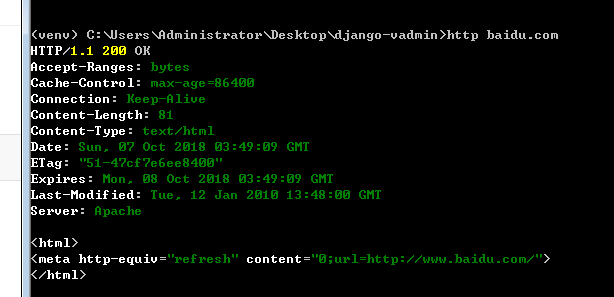 (venv) C:\Users\Administrator\Desktop\django-vadmin>http baidu.com
HTTP/1.1 200 OK
Accept-Ranges: bytes
Cache-Control: max-age=86400
Connection: Keep-Alive
Content-Length: 81
Content-Type: text/html
Date: Sun, 07 Oct 2018 03:49:09 GMT
ETag: "51-47cf7e6ee8400"
Expires: Mon, 08 Oct 2018 03:49:09 GMT
Last-Modified: Tue, 12 Jan 2010 13:48:00 GMT
Server: Apache
<html>
<meta http-equiv="refresh" content="0;url=http://www.baidu.com/">
</html>